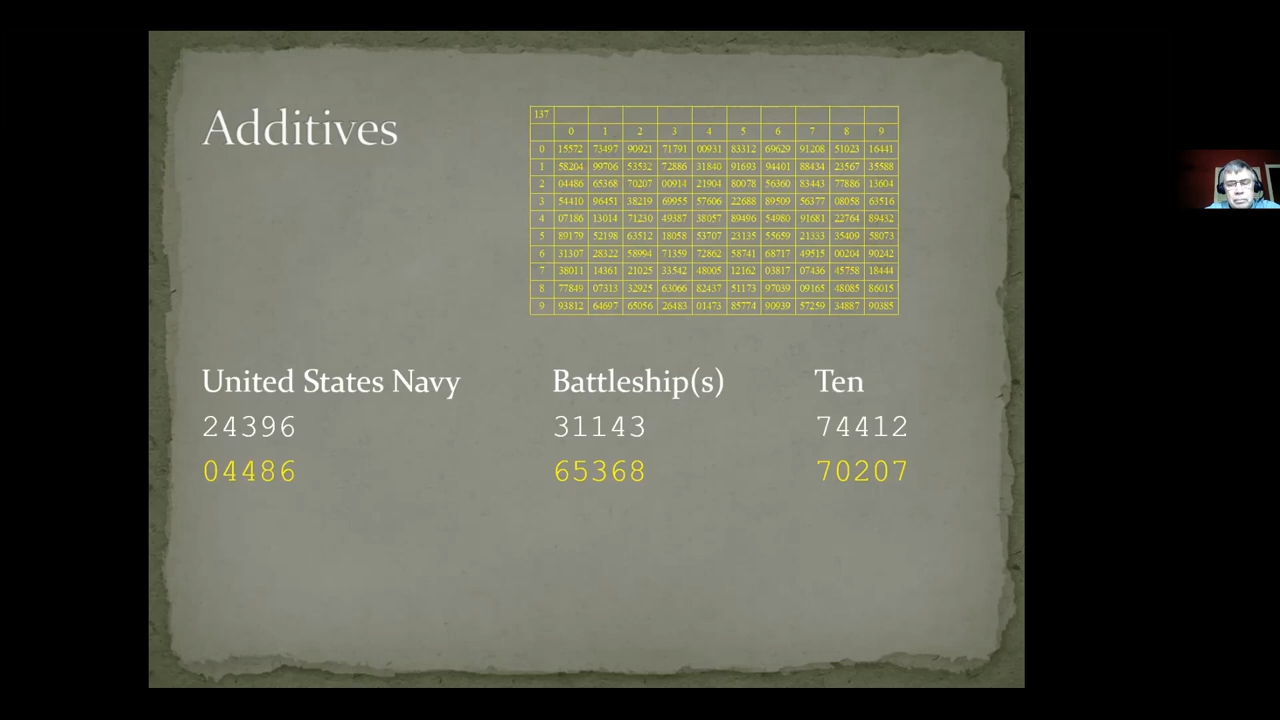 Additives
137
0 1 2 3 4 5 6 7 8 9
0 15572 73497 90921 71791 00931 83312 69629 91208 51023 16441
1 58204 99706 53532 72886 31840 91693 94401 88434 23567 35588
2 04486 65368 70207 00914 21904 80078 56360 83443 77886 13604
3 54410 96451 38219 69955 57606 22688 89509 56377 08058 63516
4 07186 13014 71230 49387 38057 89496 54980 91681 22764 89432
5 89179 52198 63512 18058 53707 23135 55659 21333 35409 58073
6 31307 28322 58994 71359 72862 58741 68717 49515 00204 90242
7 38011 14361 21025 33542 48005 12162 03817 07436 45758 18444
8 77849 07313 32925 63066 82437 51173 97039 09165 48085 86015
9 93812 64697 65056 26483 01473 85774 90939 57259 34887 90385
United States Navy Battleship(s) Ten
24396 31143 74412
04486 65368 70207